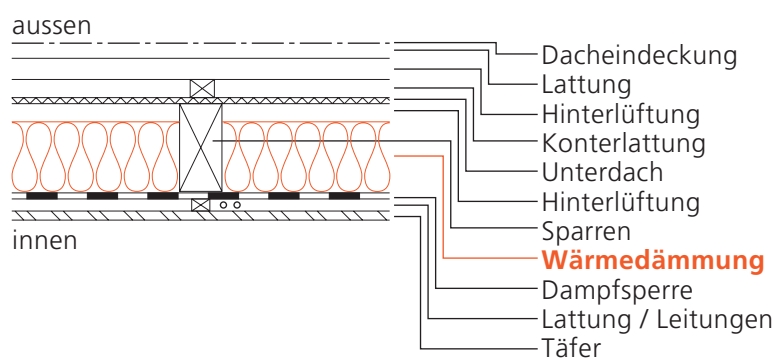 aussen
Dacheindeckung
Lattung
Hinterlüftung
Konterlattung
Unterdach
Hinterlüftung
Sparren
Wärmedämmung
Dampfsperre
Lattung / Leitungen
Täfer
innen